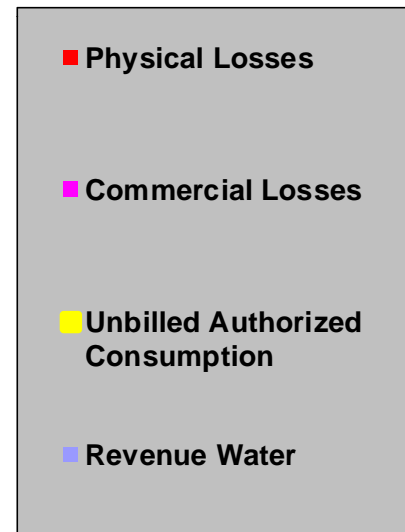 Physical Losses
Commercial Losses
Unbilled Authorized
Consumption
Revenue Water